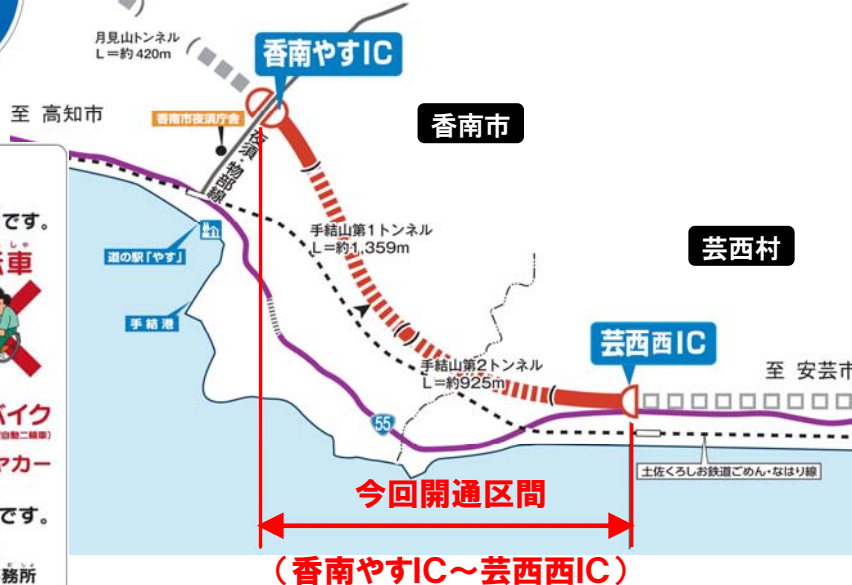 月見山トンネル
L＝約420m
香南やすIC
至 高知市
香南市夜須庁舎
夜須・物部線
香南市
です。
手結山第1トンネル
L＝約1,359m
道の駅「やす」
芸西村
手結港
芸西西IC
手結山第2トンネル
L＝約925m
至 安芸市
バイク
55
土佐くろしお鉄道ごめん・なはり線
今回開通区間
です。
（香南やすIC～芸西西IC）